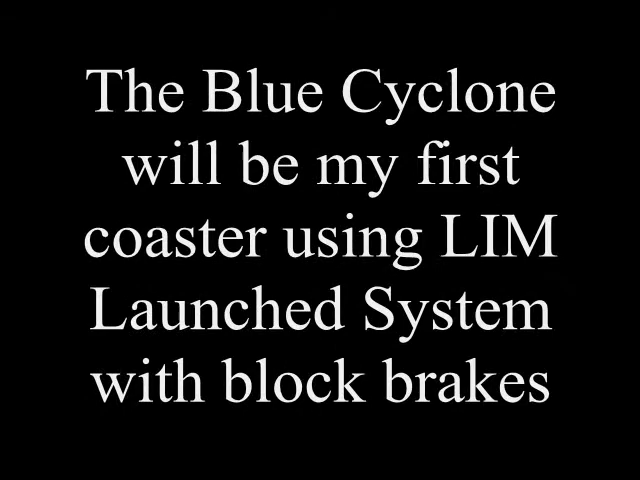 The Blue Cyclone
will be my first
coaster using LIM
Launched System
with block brakes